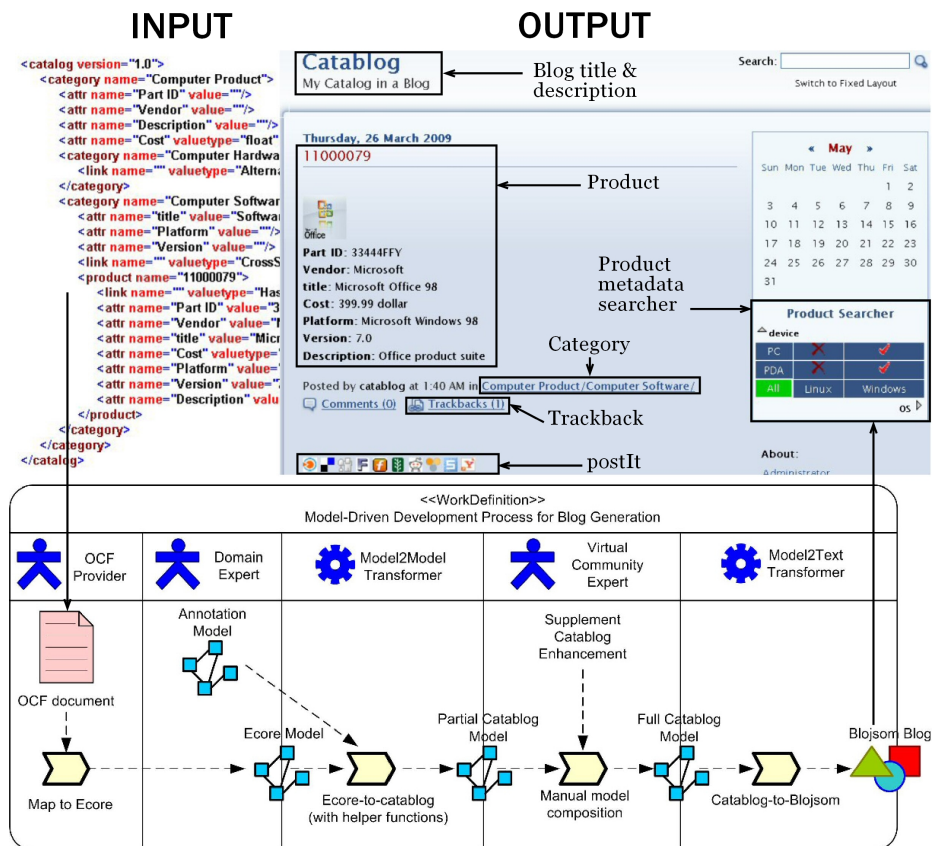 INPUT
OUTPUT
<catalog version="1.0">
<category name="Computer Product">
<attr name="Part ID" value=""/>
<attr name="Vendor" value=""/>
<attr name="Description" value=""/>
<attr name="Cost" valuetype="float"
<category name="Computer Hardwa
<link name="" valuetype="Alterna
</category>
<category name="Computer Softwa
<attr name="title" value="Softwa
<attr name="Platform" value=""/>
<attr name="Version" value=""/>
<link name="" valuetype="CrossS
<product name="11000079">
<link name="" valuetype="Has
<attr name="Part ID" value="3
<attr name="Vendor" value="M
<attr name="title" value="Micr
<attr name="Cost" valuetype="
<attr name="Platform" value="
<attr name="Version" value="
<attr name="Description" valu
</product>
</category>
</category>
</catalog>
Catablog
My Catalog in a Blog
Blog title &
description
Search:
Switch to Fixed Layout
Thursday, 26 March 2009
11000079
Office
Part ID: 33444FFY
Vendor: Microsoft
title: Microsoft Office 98
Cost: 399.99 dollar
Platform: Microsoft Windows 98
Version: 7.0
Description: Office product suite
Product
Product
metadata
searcher
Category
Posted by catablog at 1:40 AM in Computer Product/Computer Software/
Comments (0) Trackbacks (1)
Trackback
postIt
« May »
Sun Mon Tue Wed Thu Fri Sat
1 2
3 4 5 6 7 8 9
10 11 12 13 14 15 16
17 18 19 20 21 22 23
24 25 26 27 28 29 30
31
Product Searcher
device
PC
PDA
All Linux Windows
os
About:
Administrator
<<WorkDefinition>>
Model-Driven Development Process for Blog Generation
OCF
Provider
Domain
Expert
Model2Model
Transformer
Virtual
Community
Expert
Model2Text
Transformer
Annotation
Model
Supplement
Catablog
Enhancement
OCF document
Ecore Model
Partial Catablog
Model
Full Catablog
Model
Blojsom Blog
Map to Ecore
Ecore-to-catablog
(with helper functions)
Manual model
composition
Catablog-to-Blojsom